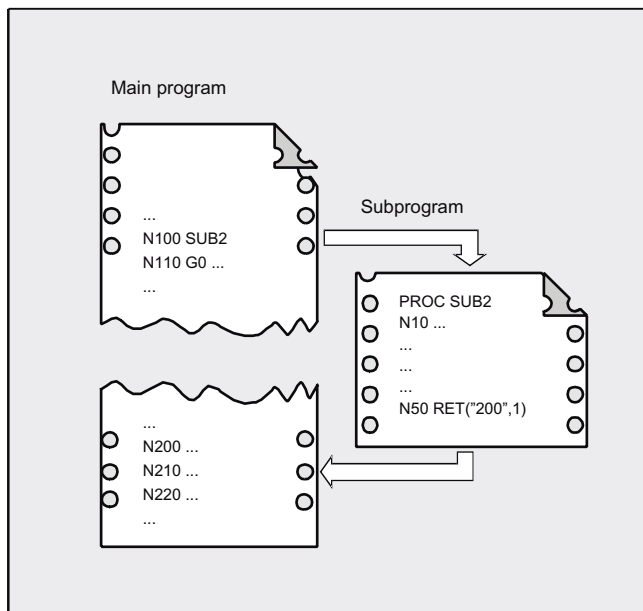 Main program
...
N100 SUB2
N110 G0 ...
...
Subprogram
PROC SUB2
N10 ...
...
...
...
N50 RET("200",1)
...
N200 ...
N210 ...
N220 ...
...